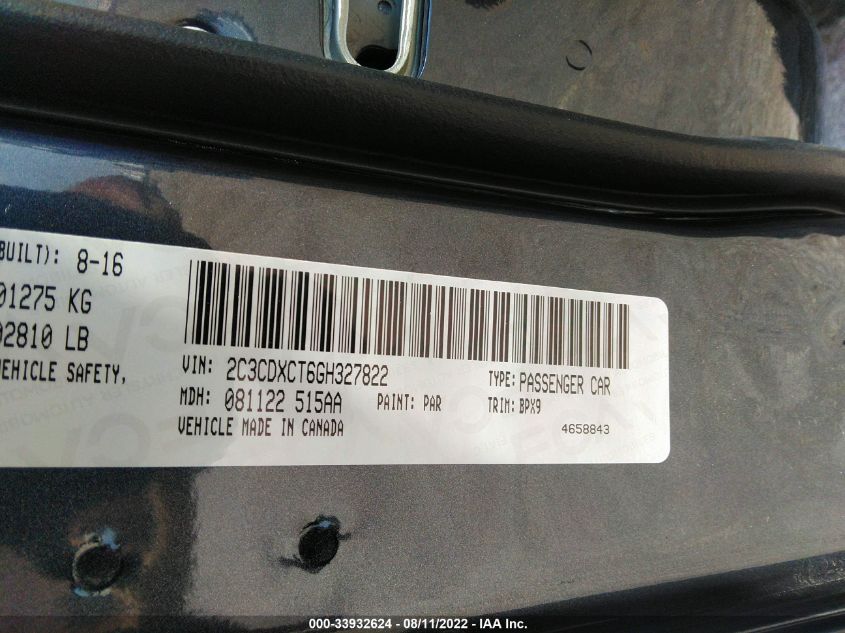 BUILT): 8-16
01275 KG
02810 LB
VEHICLE SAFETY,
VIN: 2C3CDXCT6GH327822
TYPE: PASSENGER CAR
MDH: 081122 515AA
PAINT: PAR
TRIM: BPX9
VEHICLE MADE IN CANADA
4658843
000-33932624 - 08/11/2022 - IAA Inc.